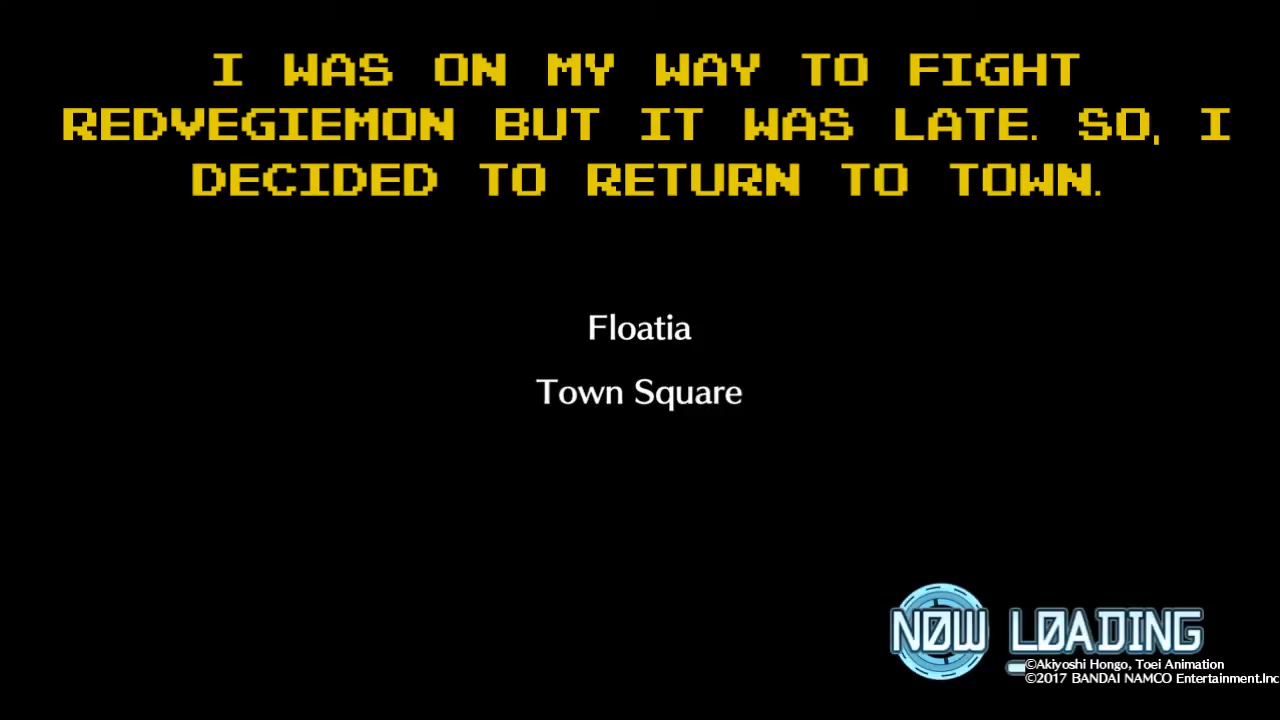 I WAS ON MY WAY TO FIGHT
REDVEGIEMON BUT IT WAS LATE. SO, I
DECIDED TO RETURN TO TOWN.
Floatia
Town Square
NOW LOADING
©Akiyoshi Hongo, Toei Animation
©2017 BANDAI NAMCO Entertainment.Inc